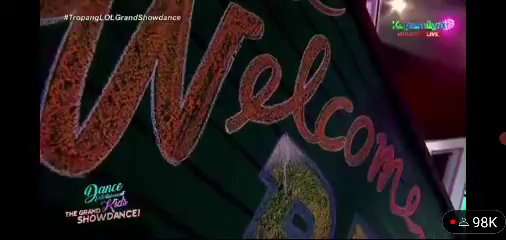 #TropangLOLGrandShowdance
Kapamilya
LIVE
Welcome
Dance
Kids
THE GRAND
SHOWDANCE!
98K